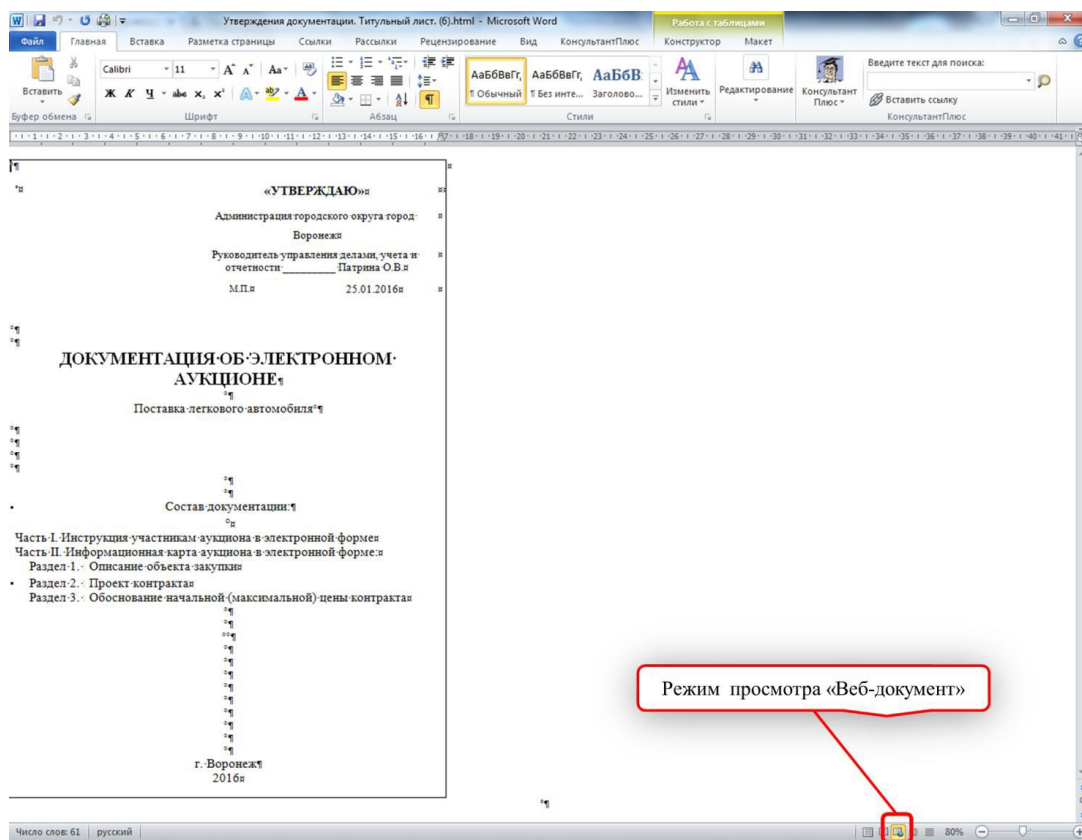 Утверждения документации. Титульный лист. (6).html - Microsoft Word
Работа с таблицами
Файл Главная Вставка Разметка страницы Ссылки Рассылки Рецензирование Вид КонсультантПлюс Конструктор Макет
Вставить
Буфер обмена
Calibri 11
Ж К Ч abc x, x²
Шрифт
Абзац
АаБбВвГг, АаБбВвГг, АаБбВ
¶ Обычный ¶ Без инте... Заголово...
Стили
Изменить стили
Редактирование
Консультант Плюс
Введите текст для поиска:
Вставить ссылку
КонсультантПлюс
«УТВЕРЖДАЮ»
Администрация городского округа город
Воронеж
Руководитель управления делами, учета и
отчетности _________ Патрина О.В.
М.П. 25.01.2016
ДОКУМЕНТАЦИЯ ОБ ЭЛЕКТРОННОМ
АУКЦИОНЕ
Поставка легкового автомобиля
Состав документации:
Часть I. Инструкция участникам аукциона в электронной форме
Часть II. Информационная карта аукциона в электронной форме:
Раздел 1. Описание объекта закупки
Раздел 2. Проект контракта
Раздел 3. Обоснование начальной (максимальной) цены контракта
г. Воронеж
2016
Режим просмотра «Веб-документ»
Число слов: 61 русский 80%